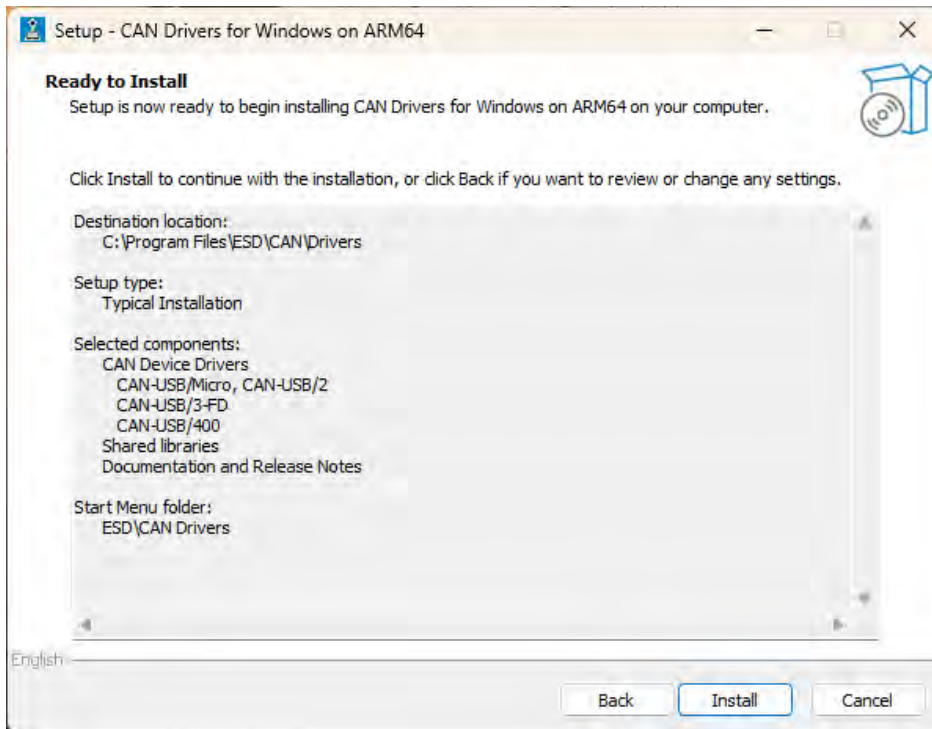 Setup - CAN Drivers for Windows on ARM64
Ready to Install
Setup is now ready to begin installing CAN Drivers for Windows on ARM64 on your computer.
Click Install to continue with the installation, or click Back if you want to review or change any settings.
Destination location:
C:\Program Files\ESD\CAN\Drivers
Setup type:
Typical Installation
Selected components:
CAN Device Drivers
CAN-USB/Micro, CAN-USB/2
CAN-USB/3-FD
CAN-USB/400
Shared libraries
Documentation and Release Notes
Start Menu folder:
ESD\CAN Drivers
English
Back Install Cancel